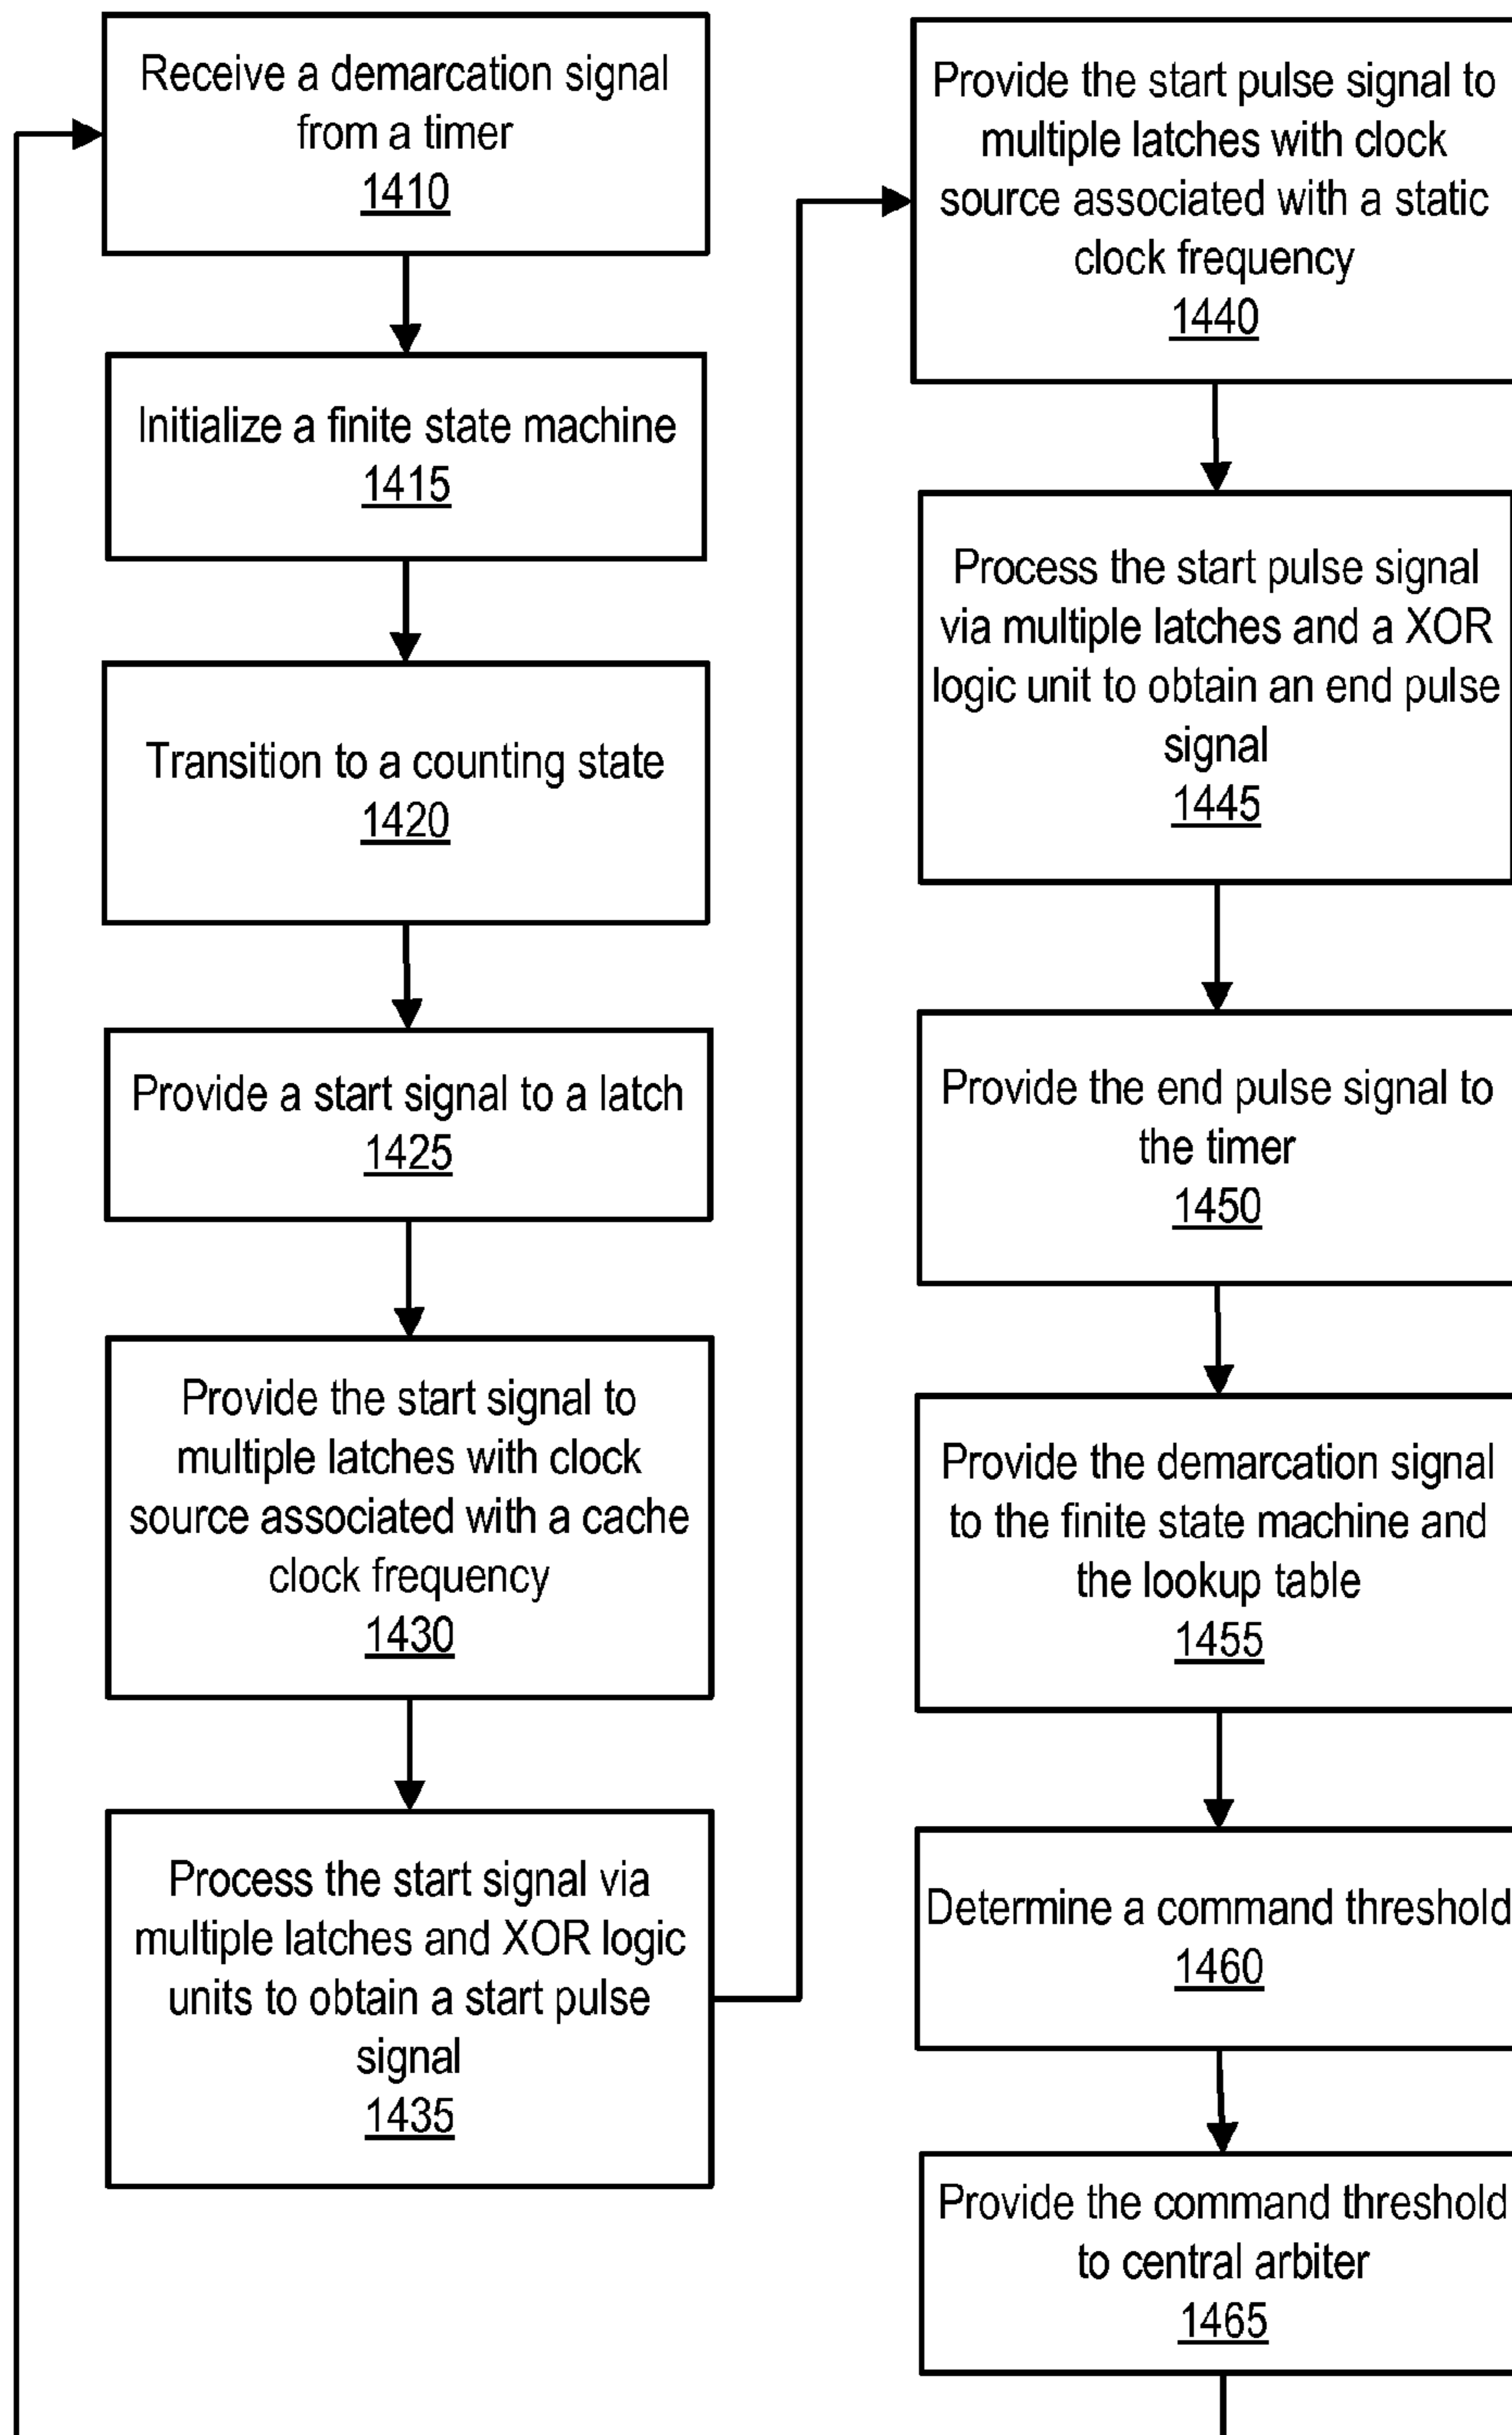 Receive a demarcation signal
from a timer
1410
Initialize a finite state machine
1415
Transition to a counting state
1420
Provide a start signal to a latch
1425
Provide the start signal to
multiple latches with clock
source associated with a cache
clock frequency
1430
Process the start signal via
multiple latches and XOR logic
units to obtain a start pulse
signal
1435
Provide the start pulse signal to
multiple latches with clock
source associated with a static
clock frequency
1440
Process the start pulse signal
via multiple latches and a XOR
logic unit to obtain an end pulse
signal
1445
Provide the end pulse signal to
the timer
1450
Provide the demarcation signal
to the finite state machine and
the lookup table
1455
Determine a command threshold
1460
Provide the command threshold
to central arbiter
1465